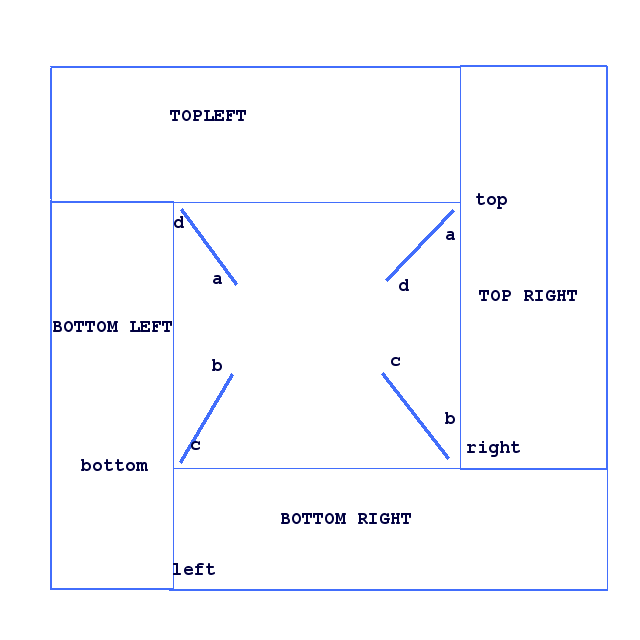 TOPLEFT
top
d
a
a
d
TOP RIGHT
BOTTOM LEFT
b
c
b
c
right
bottom
BOTTOM RIGHT
left